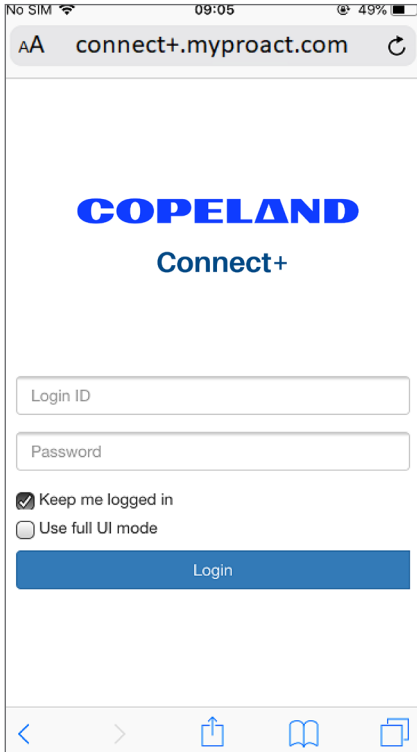 No SIM 09:05 49%
AA connect+.myproact.com
COPELAND
Connect+
Login ID
Password
Keep me logged in
Use full UI mode
Login